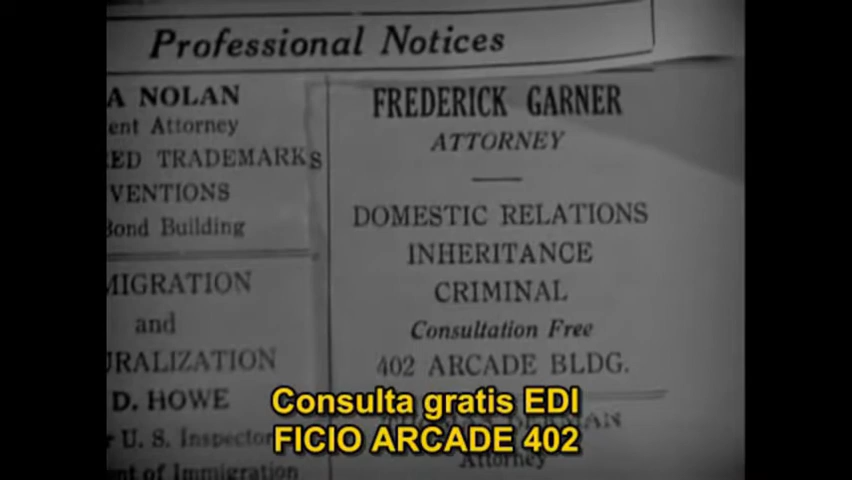 Professional Notices
A NOLAN
ent Attorney
ED TRADEMARKS
VENTIONS
Bond Building
MIGRATION
and
URALIZATION
D. HOWE
U. S. Inspector
nt of Immigration
FREDERICK GARNER
ATTORNEY
DOMESTIC RELATIONS
INHERITANCE
CRIMINAL
Consultation Free
402 ARCADE BLDG.
Attorney
Consulta gratis EDI
FICIO ARCADE 402